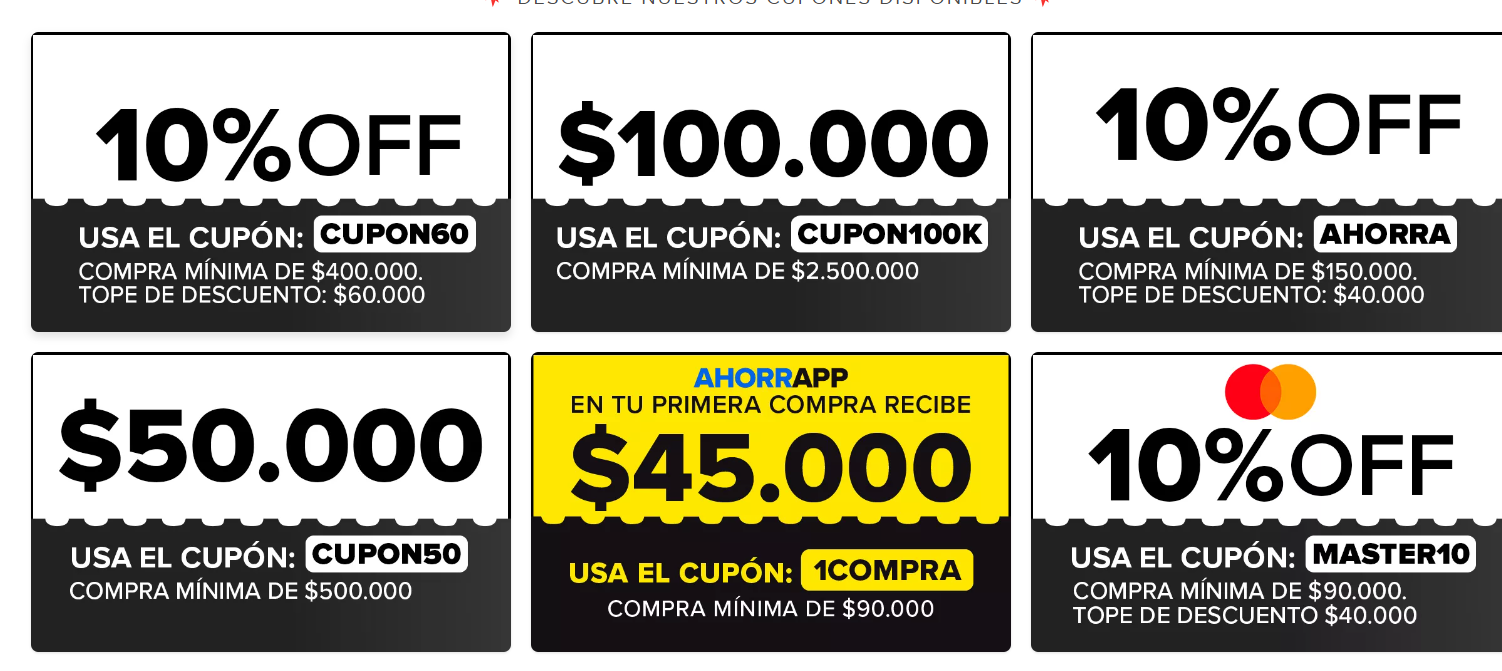 DESCUBRE NUESTROS CUPONES DISPONIBLES
10%OFF
USA EL CUPÓN: CUPON60
COMPRA MÍNIMA DE $400.000.
TOPE DE DESCUENTO: $60.000
$100.000
USA EL CUPÓN: CUPON100K
COMPRA MÍNIMA DE $2.500.000
10%OFF
USA EL CUPÓN: AHORRA
COMPRA MÍNIMA DE $150.000.
TOPE DE DESCUENTO: $40.000
$50.000
USA EL CUPÓN: CUPON50
COMPRA MÍNIMA DE $500.000
AHORRAPP
EN TU PRIMERA COMPRA RECIBE
$45.000
USA EL CUPÓN: 1COMPRA
COMPRA MÍNIMA DE $90.000
10%OFF
USA EL CUPÓN: MASTER10
COMPRA MÍNIMA DE $90.000.
TOPE DE DESCUENTO $40.000